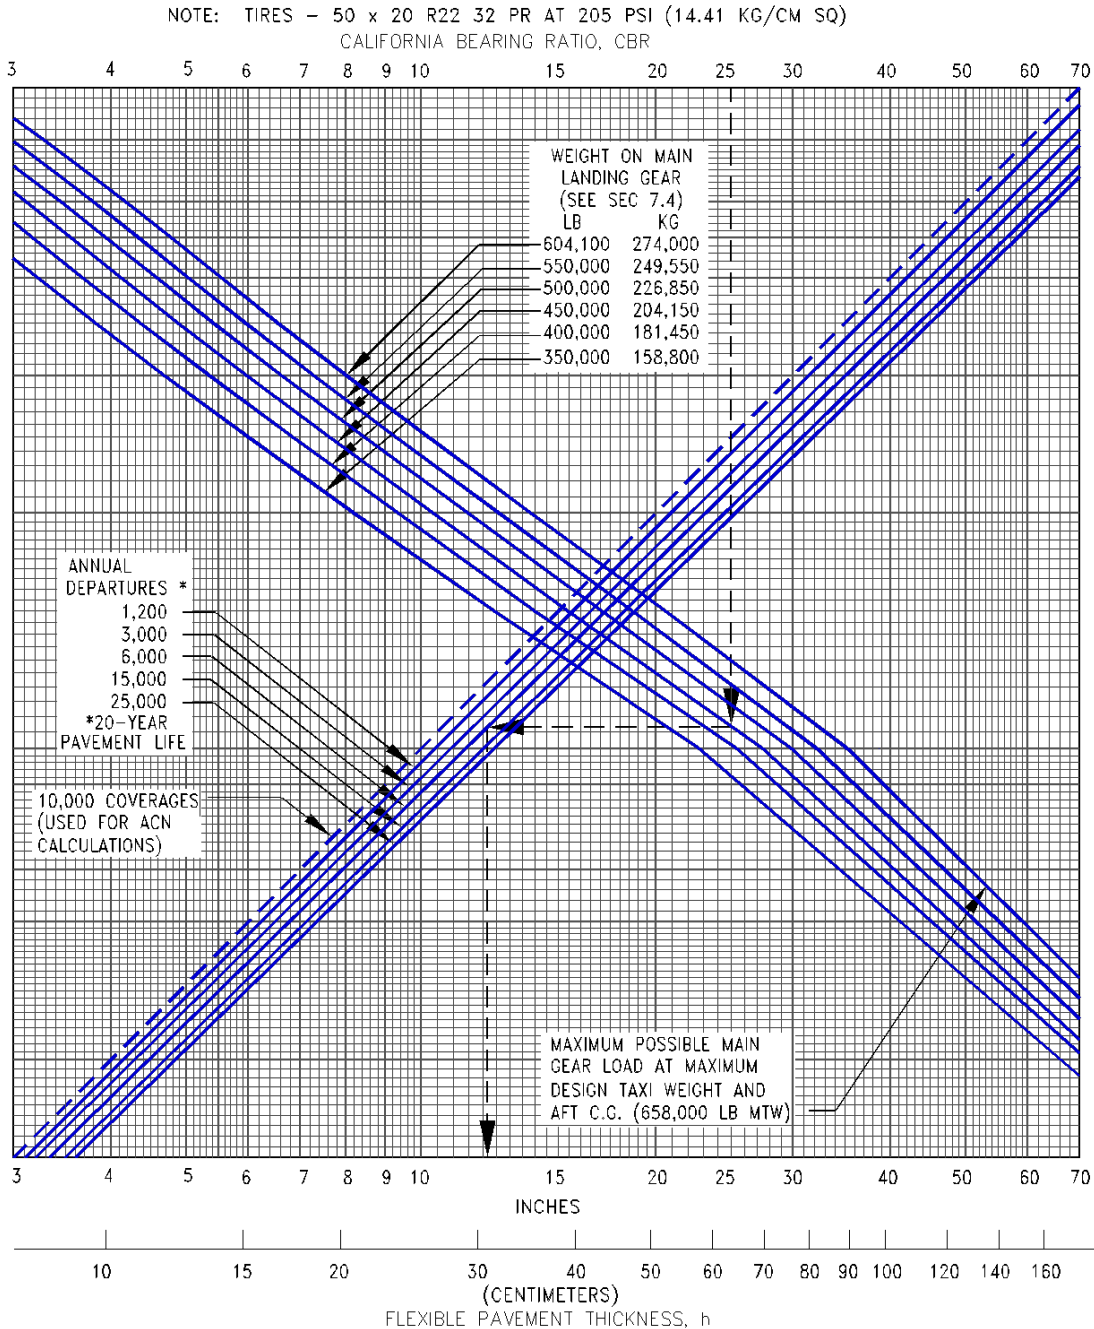 NOTE: TIRES - 50 x 20 R22 32 PR AT 205 PSI (14.41 KG/CM SQ)
CALIFORNIA BEARING RATIO, CBR
3 4 5 6 7 8 9 10 15 20 25 30 40 50 60 70
WEIGHT ON MAIN
LANDING GEAR
(SEE SEC 7.4)
LB KG
604,100 274,000
550,000 249,550
500,000 226,850
450,000 204,150
400,000 181,450
350,000 158,800
ANNUAL
DEPARTURES *
1,200
3,000
6,000
15,000
25,000
*20-YEAR
PAVEMENT LIFE
10,000 COVERAGES
(USED FOR ACN
CALCULATIONS)
MAXIMUM POSSIBLE MAIN
GEAR LOAD AT MAXIMUM
DESIGN TAXI WEIGHT AND
AFT C.G. (658,000 LB MTW)
3 4 5 6 7 8 9 10 15 20 30 40 50 60 70
INCHES
10 15 20 30 40 50 60 70 80 90 100 120 140 160
(CENTIMETERS)
FLEXIBLE PAVEMENT THICKNESS, h